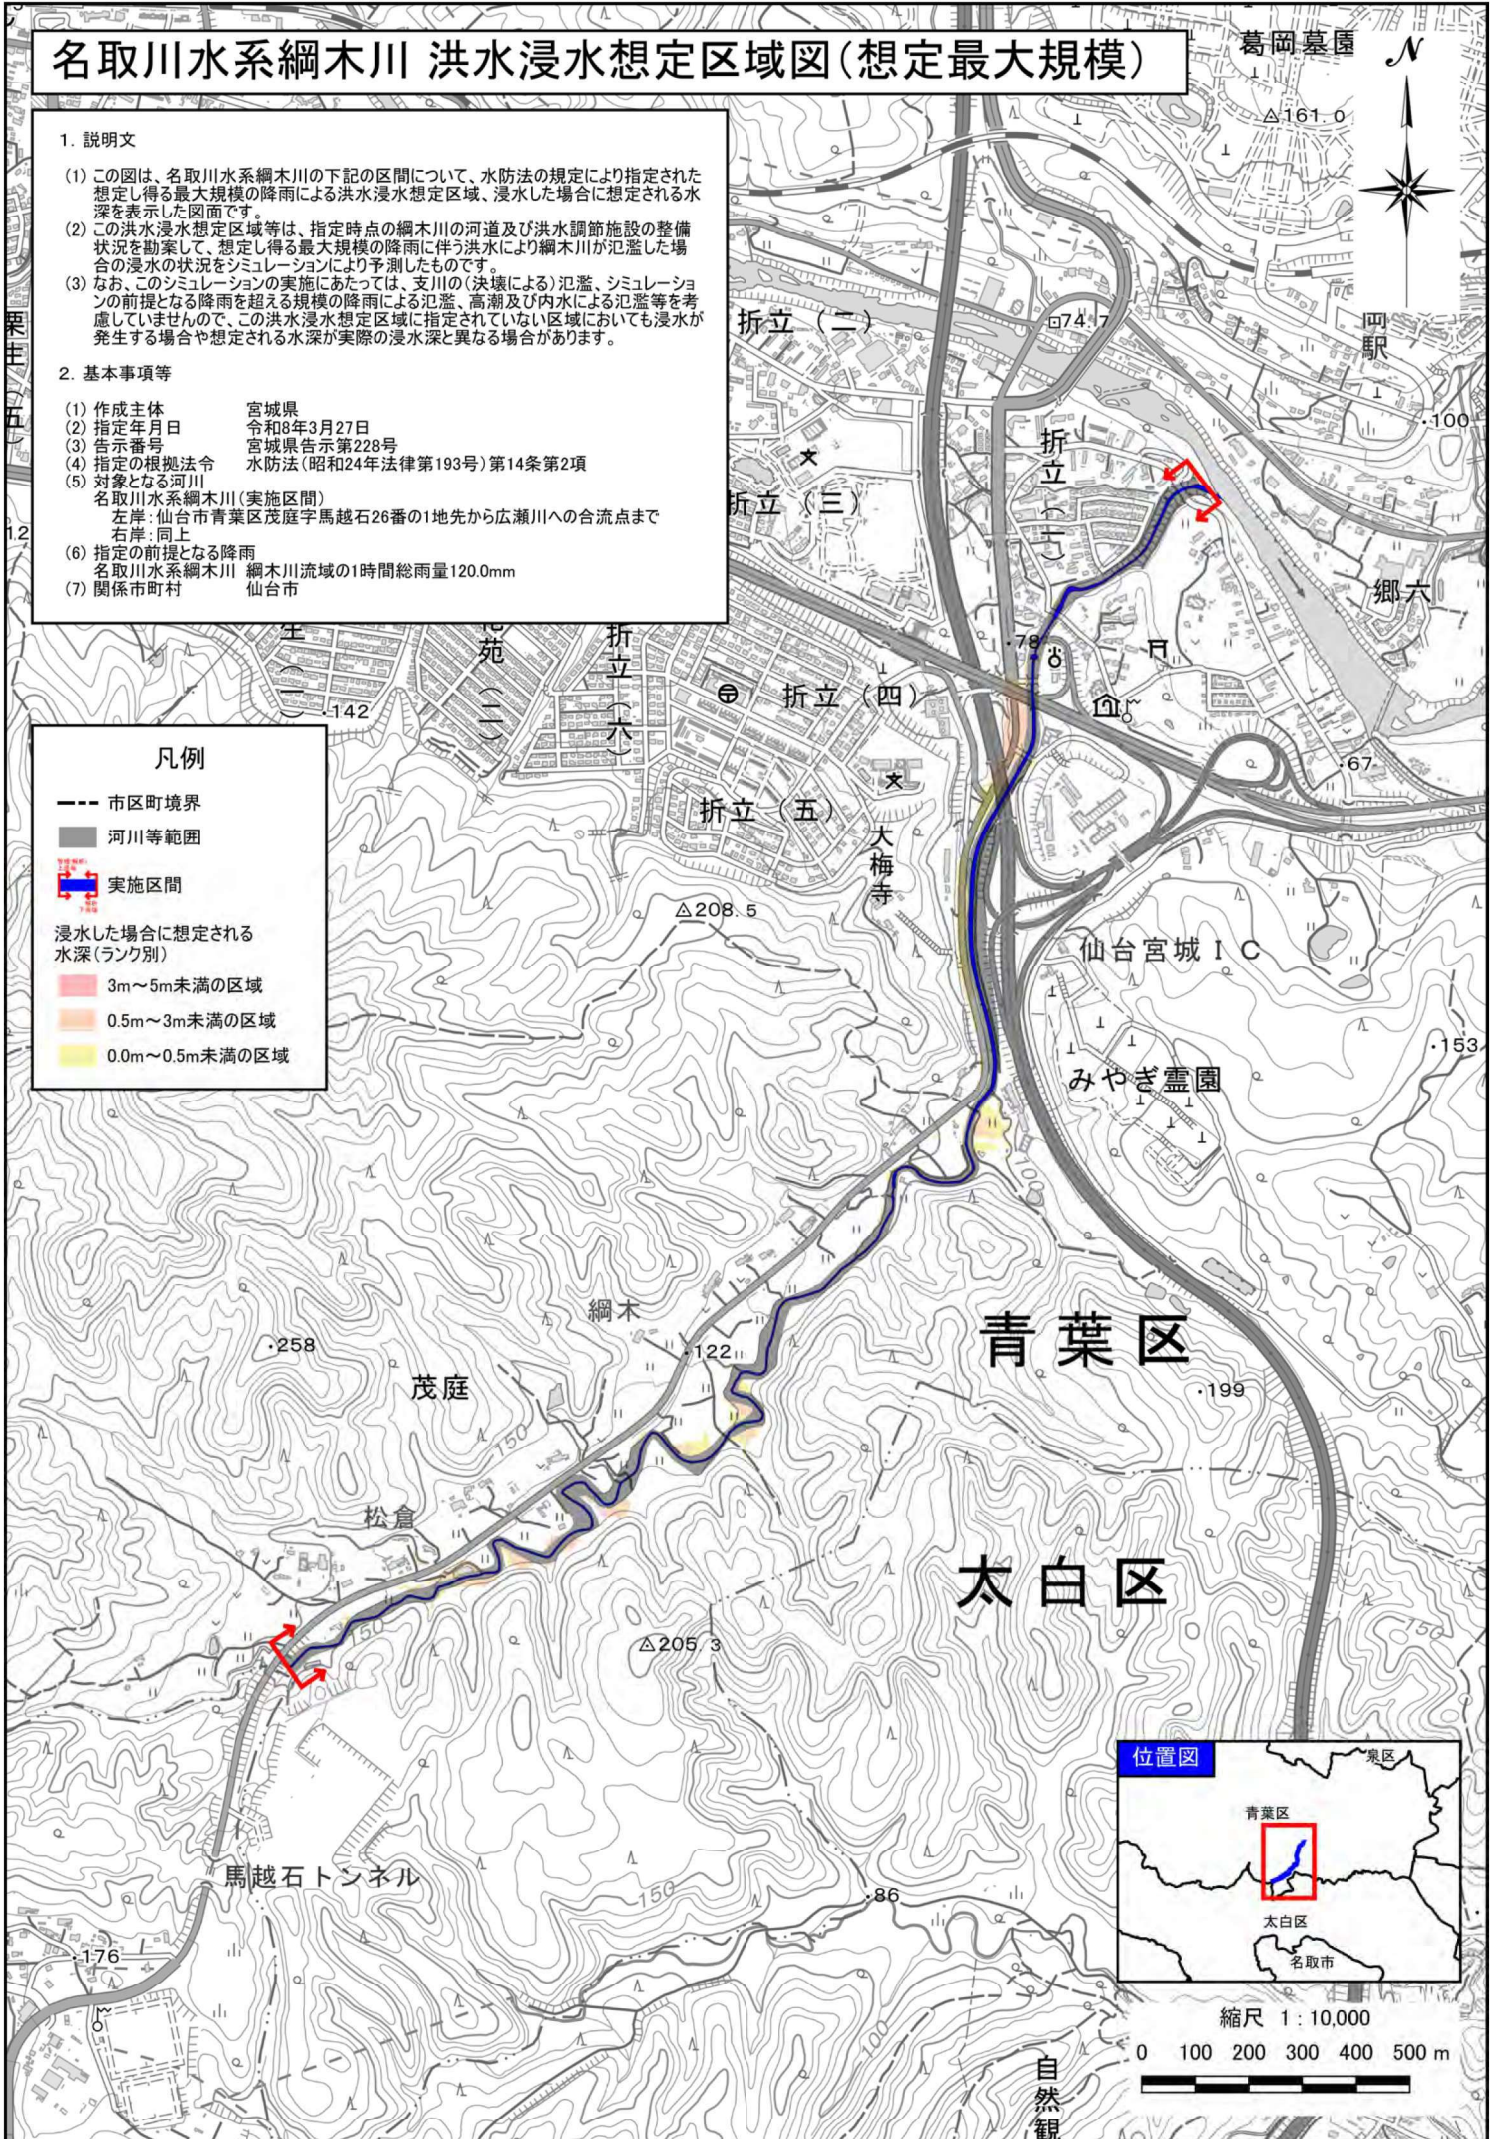 名取川水系綱木川 洪水浸水想定区域図(想定最大規模)
1. 説明文
(1) この図は、名取川水系綱木川の下記の区間について、水防法の規定により指定された
想定し得る最大規模の降雨による洪水浸水想定区域、浸水した場合に想定される水
深を表示した図面です。
(2) この洪水浸水想定区域等は、指定時点の綱木川の河道及び洪水調節施設の整備
状況を勘案して、想定し得る最大規模の降雨に伴う洪水により綱木川が氾濫した場
合の浸水の状況をシミュレーションにより予測したものです。
(3) なお、このシミュレーションの実施にあたっては、支川の(決壊による)氾濫、シミュレーショ
ンの前提となる降雨を超える規模の降雨による氾濫、高潮及び内水による氾濫等を考
慮していませんので、この洪水浸水想定区域に指定されていない区域においても浸水が
発生する場合や想定される水深が実際の浸水深と異なる場合があります。
2. 基本事項等
(1) 作成主体 宮城県
(2) 指定年月日 令和8年3月27日
(3) 告示番号 宮城県告示第228号
(4) 指定の根拠法令 水防法(昭和24年法律第193号)第14条第2項
(5) 対象となる河川
名取川水系綱木川(実施区間)
左岸:仙台市青葉区茂庭字馬越石26番の1地先から広瀬川への合流点まで
右岸:同上
(6) 指定の前提となる降雨
名取川水系綱木川 綱木川流域の1時間総雨量120.0mm
(7) 関係市町村 仙台市
葛岡墓園
N
161.0
折立(二)
74.7
岡駅
100
折立(一)
折立(三)
栗生(五)
12
郷六
78
苑(二)
折立(六)
折立(四)
142
67
折立(五)
大梅寺
208.5
仙台宮城IC
153
みやぎ霊園
凡例
市区町境界
河川等範囲
実施区間
浸水した場合に想定される
水深(ランク別)
3m～5m未満の区域
0.5m～3m未満の区域
0.0m～0.5m未満の区域
綱木
青葉区
258
122
茂庭
199
150
松倉
太白区
150
205.3
150
馬越石トンネル
150
86
176
100
自然観
位置図
泉区
青葉区
太白区
名取市
縮尺 1:10,000
0 100 200 300 400 500 m